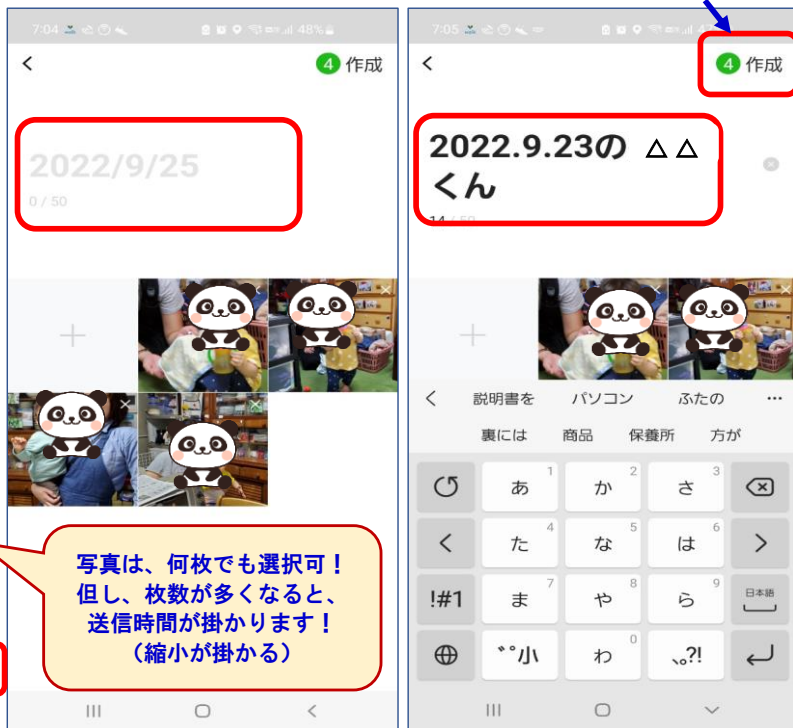 7:04
48%
4 作成
2022/9/25
0 / 50
写真は、何枚でも選択可！
但し、枚数が多くなると、
送信時間が掛かります！
（縮小が掛かる）
7:05
4 作成
2022.9.23の △△
くん
14 / 50
説明書を パソコン ふたの …
裏には 商品 保養所 方が
あ 1 か 2 さ 3
た 4 な 5 は 6
!#1 ま 7 や 8 ら 9 日本語
゛゜小 わ 0 、。?!